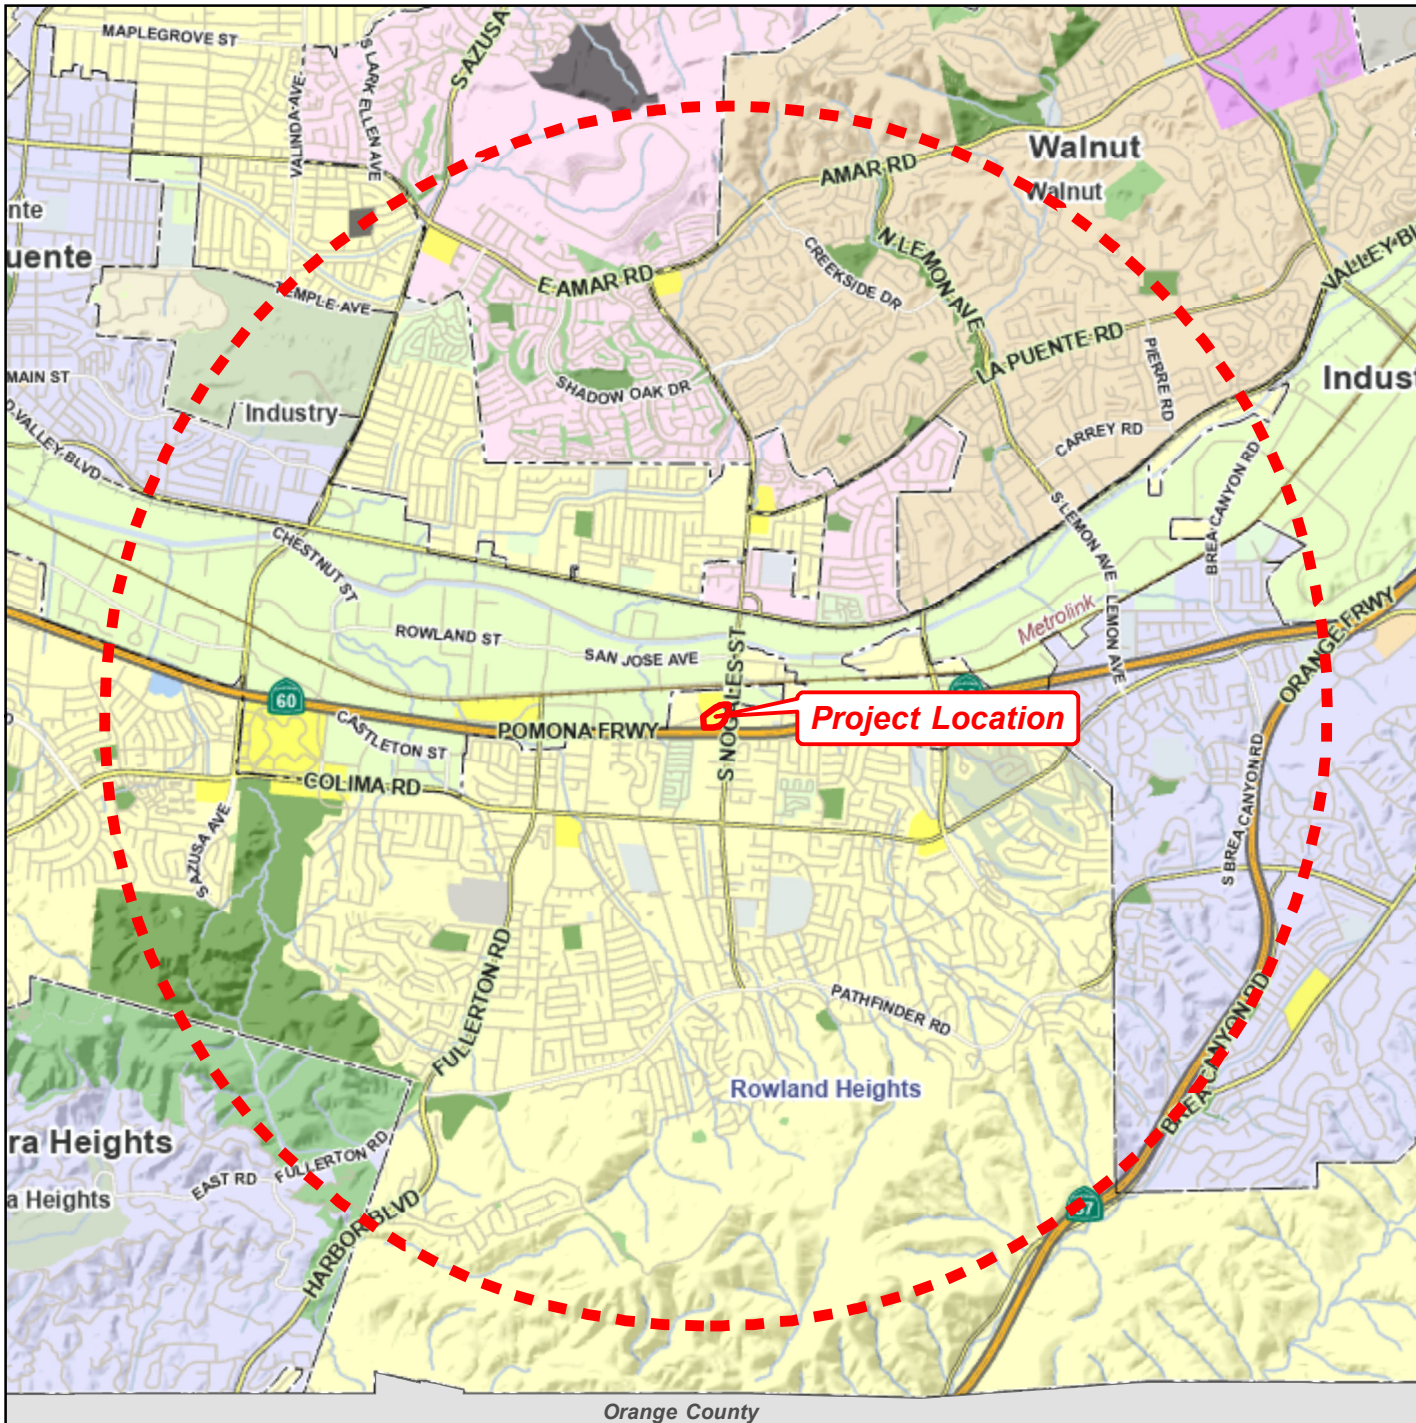 MAPLEGROVE ST
S LARK ELLEN AVE
S AZUSA
VALINDA AVE
Walnut
AMAR RD
Walnut
nte
uente
N LEMON AVE
CREEKSIDE DR
VALLEY BL
E AMAR RD
TEMPLE AVE
LA PUENTE RD
PIERRE RD
MAIN ST
SHADOW OAK DR
Indust
Industry
D VALLEY BLVD
CARREY RD
BREA CANYON RD
S LEMON AVE
CHESTNUT ST
LEMON AVE
ROWLAND ST
Metrolink
SAN JOSE AVE
S NOGALES ST
ORANGE FRWY
60
CASTLETON ST
POMONA FRWY
Project Location
COLIMA RD
S AZUSA AVE
S BREA CANYON RD
FULLERTON RD
PATHFINDER RD
BREA CANYON RD
Rowland Heights
ra Heights
FULLERTON RD
EAST RD
a Heights
HARBOR BLVD
57
Orange County